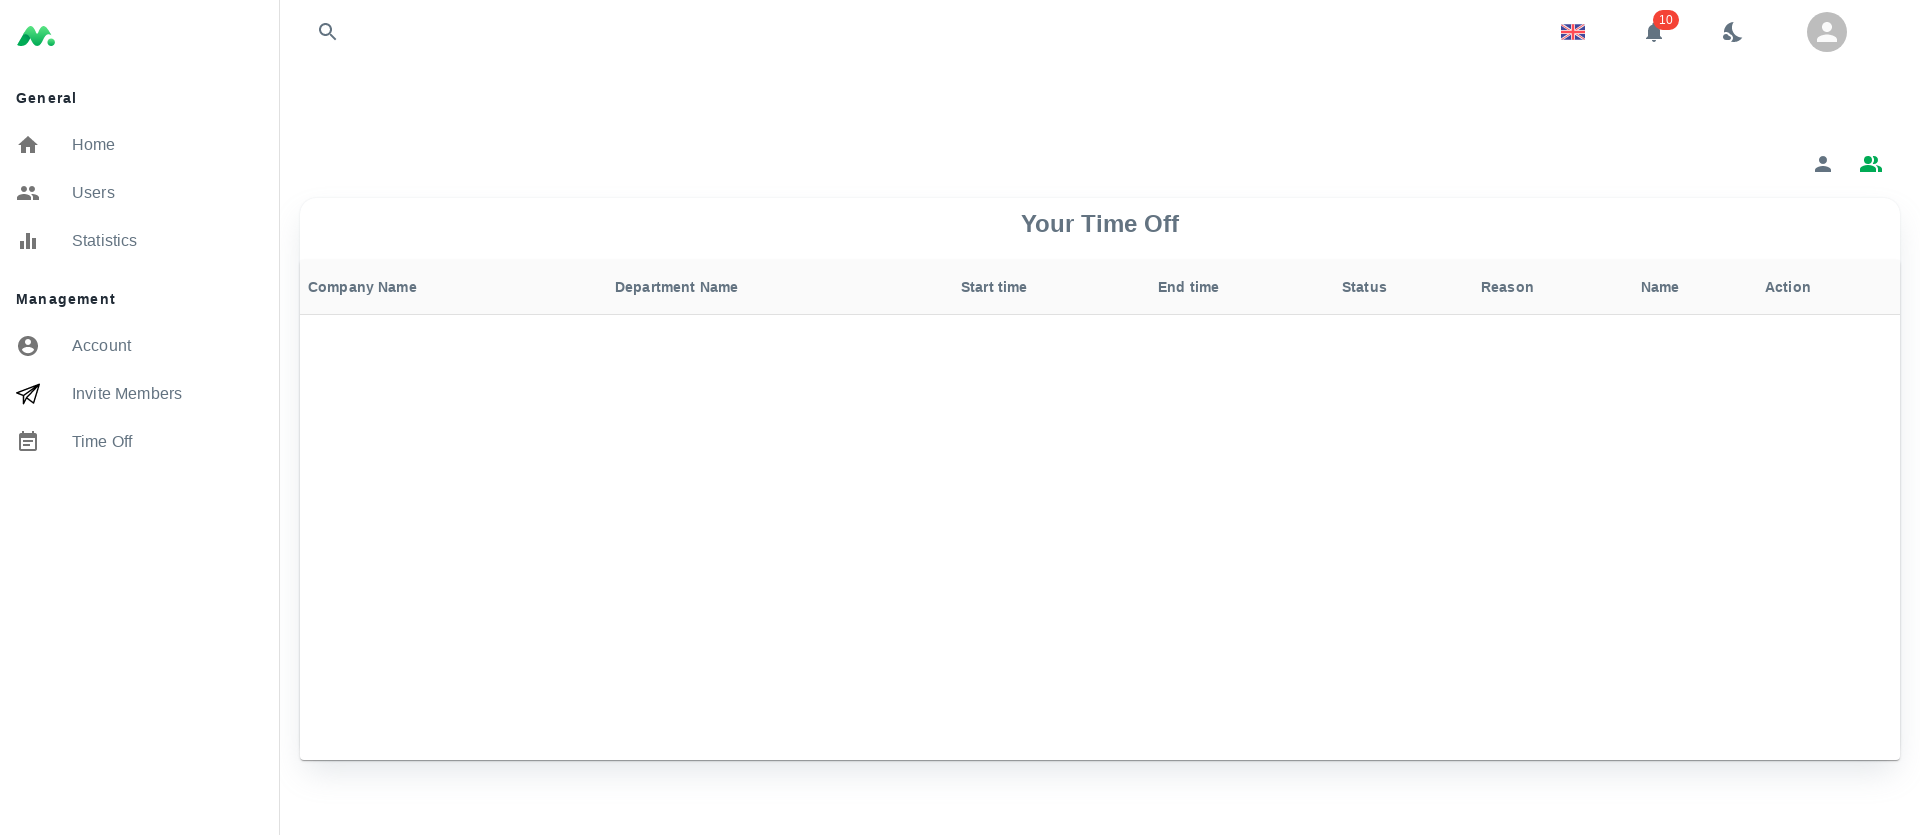 10
General
Home
Users
Statistics
Management
Account
Invite Members
Time Off
Your Time Off
Company Name Department Name Start time End time Status Reason Name Action